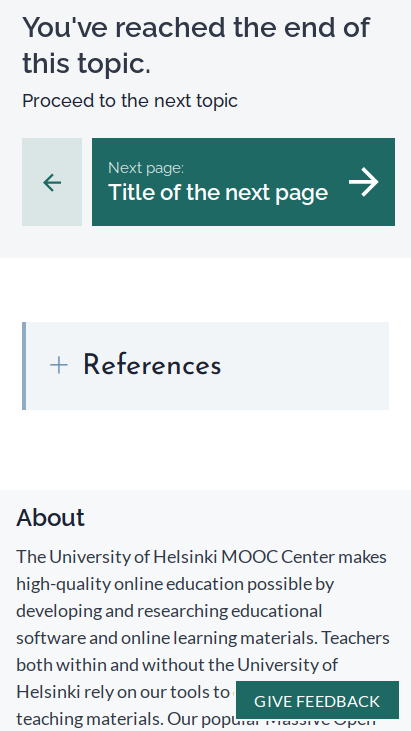 You've reached the end of
this topic.
Proceed to the next topic
Next page:
Title of the next page
References
About
The University of Helsinki MOOC Center makes
high-quality online education possible by
developing and researching educational
software and online learning materials. Teachers
both within and without the University of
Helsinki rely on our tools to
GIVE FEEDBACK
teaching materials. Our popular Massive Open